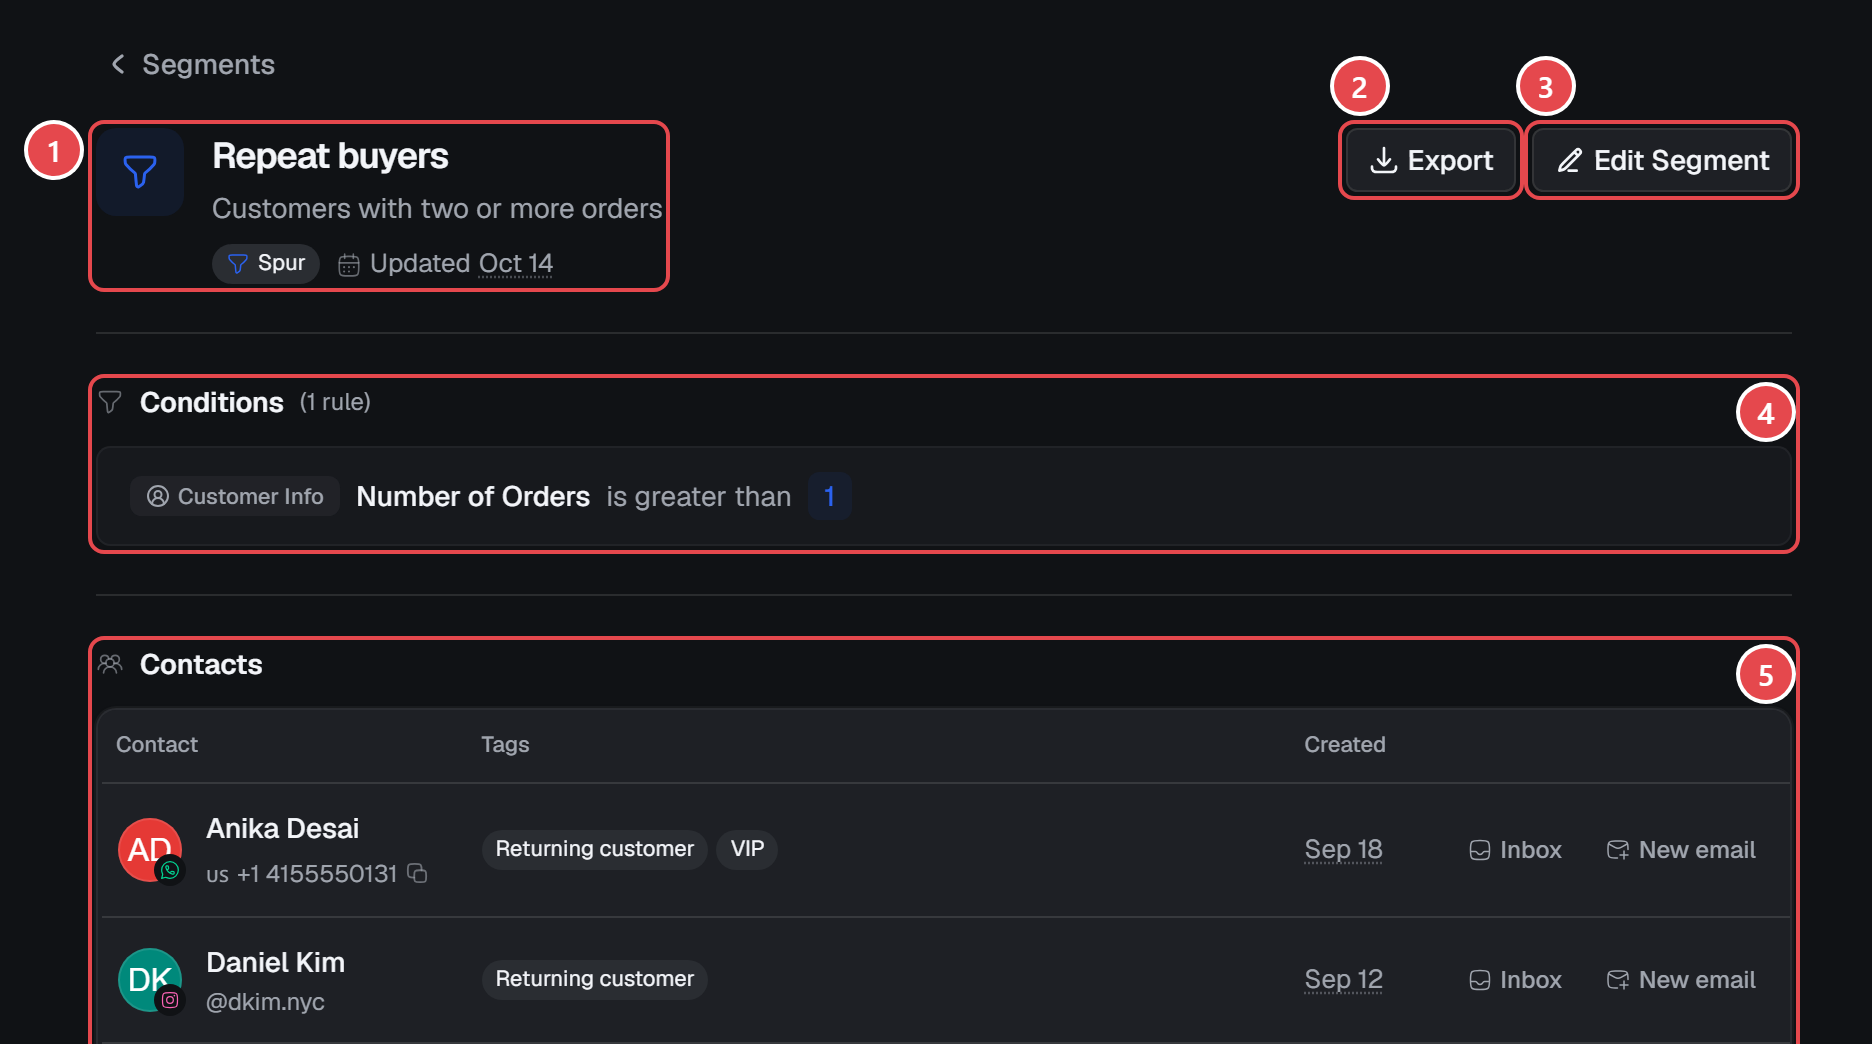 Segments
1
Repeat buyers
Customers with two or more orders
Spur Updated Oct 14
2
Export
3
Edit Segment
Conditions (1 rule)
4
Customer Info Number of Orders is greater than 1
Contacts
5
Contact Tags Created
AD Anika Desai
us +1 4155550131
Returning customer VIP Sep 18 Inbox New email
DK Daniel Kim
@dkim.nyc
Returning customer Sep 12 Inbox New email